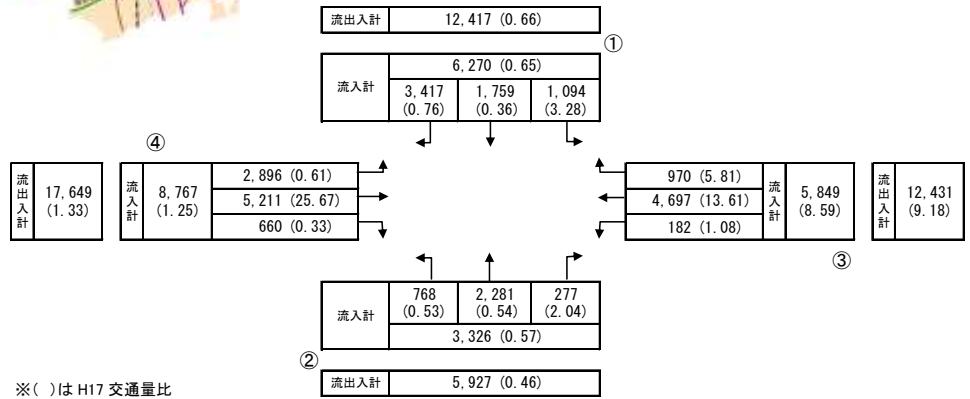 流出入計 12,417 (0.66)
①
流入計 6,270 (0.65)
3,417 1,759 1,094
(0.76) (0.36) (3.28)
④
流出入計 17,649 (1.33)
流入計 8,767 (1.25)
2,896 (0.61)
5,211 (25.67)
660 (0.33)
970 (5.81)
4,697 (13.61)
182 (1.08)
流入計 5,849 (8.59)
流出入計 12,431 (9.18)
③
768 2,281 277
(0.53) (0.54) (2.04)
流入計 3,326 (0.57)
②
流出入計 5,927 (0.46)
※( )は H17 交通量比